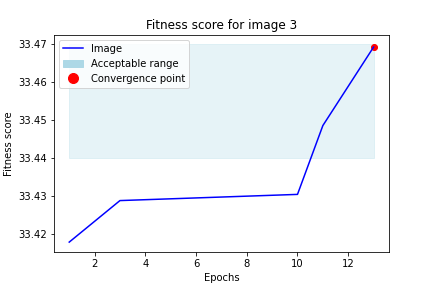 Fitness score for image 3
Image
Acceptable range
Convergence point
Fitness score
33.47
33.46
33.45
33.44
33.43
33.42
2 4 6 8 10 12
Epochs